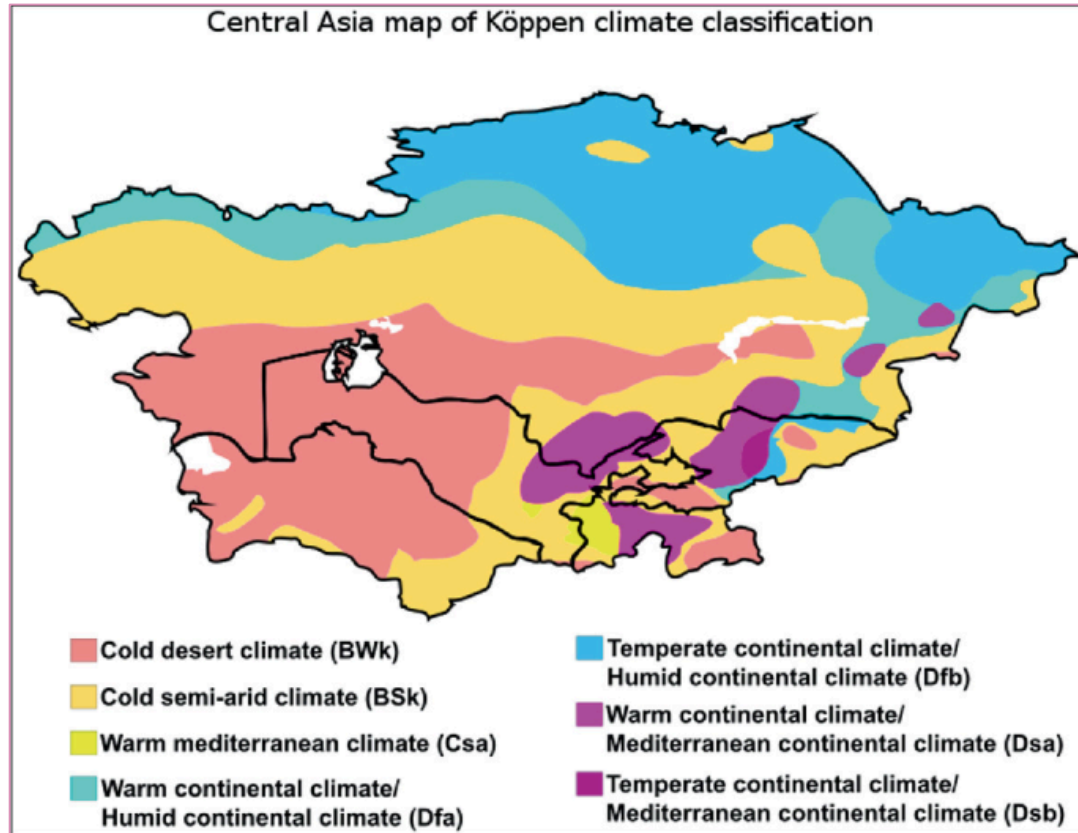 Central Asia map of Köppen climate classification
Cold desert climate (BWk)
Cold semi-arid climate (BSk)
Warm mediterranean climate (Csa)
Warm continental climate/
Humid continental climate (Dfa)
Temperate continental climate/
Humid continental climate (Dfb)
Warm continental climate/
Mediterranean continental climate (Dsa)
Temperate continental climate/
Mediterranean continental climate (Dsb)